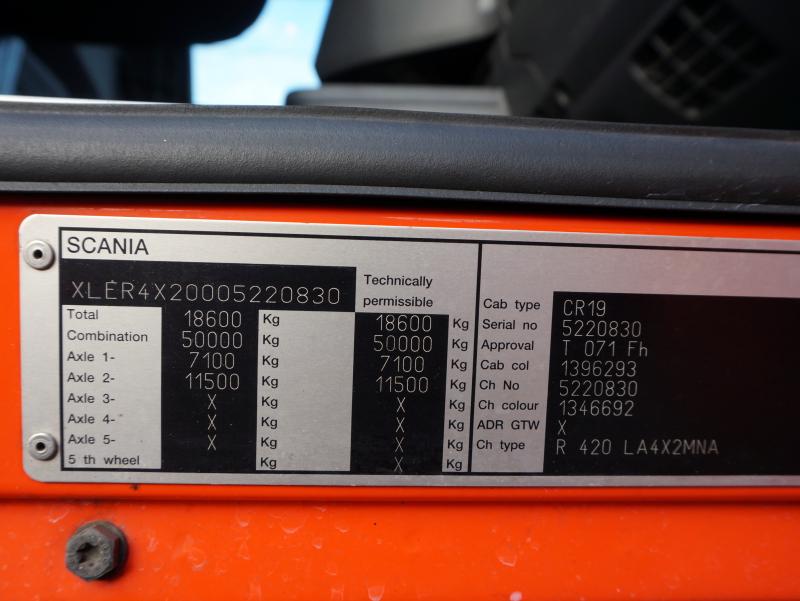 SCANIA
XLER4X20005220830
Technically
permissible
Total 18600 Kg 18600 Kg
Combination 50000 Kg 50000 Kg
Axle 1- 7100 Kg 7100 Kg
Axle 2- 11500 Kg 11500 Kg
Axle 3- X Kg X Kg
Axle 4- X Kg X Kg
Axle 5- X Kg X Kg
5 th wheel Kg X Kg
Cab type CR19
Serial no 5220830
Approval T 071 Fh
Cab col 1396293
Ch No 5220830
Ch colour 1346692
ADR GTW X
Ch type R 420 LA4X2MNA